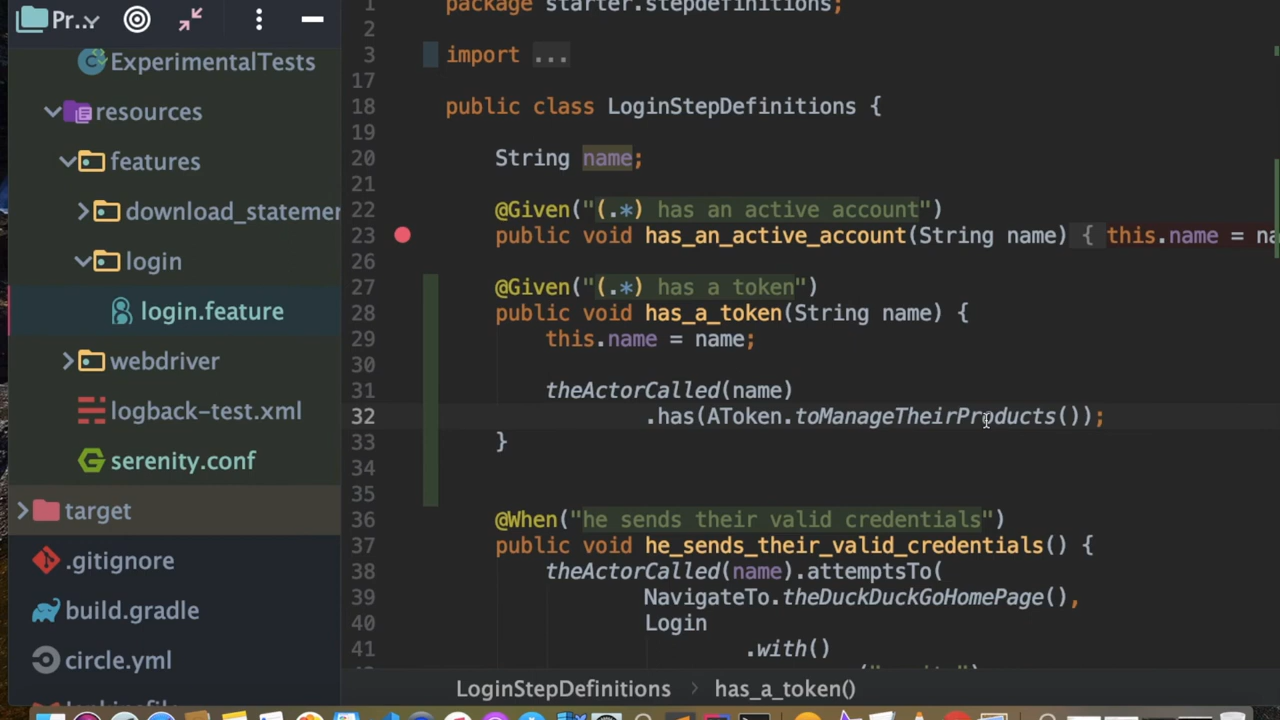 Pr...
ExperimentalTests
resources
features
download_statemen
login
login.feature
webdriver
logback-test.xml
serenity.conf
target
.gitignore
build.gradle
circle.yml
1 package starter.stepdefinitions;
2
3 import ...
17
18 public class LoginStepDefinitions {
19
20 String name;
21
22 @Given("(.*) has an active account")
23 public void has_an_active_account(String name) { this.name = na
26
27 @Given("(.*) has a token")
28 public void has_a_token(String name) {
29 this.name = name;
30
31 theActorCalled(name)
32 .has(AToken.toManageTheirProducts());
33 }
34
35
36 @When("he sends their valid credentials")
37 public void he_sends_their_valid_credentials() {
38 theActorCalled(name).attemptsTo(
39 NavigateTo.theDuckDuckGoHomePage(),
40 Login
41 .with()
LoginStepDefinitions > has_a_token()